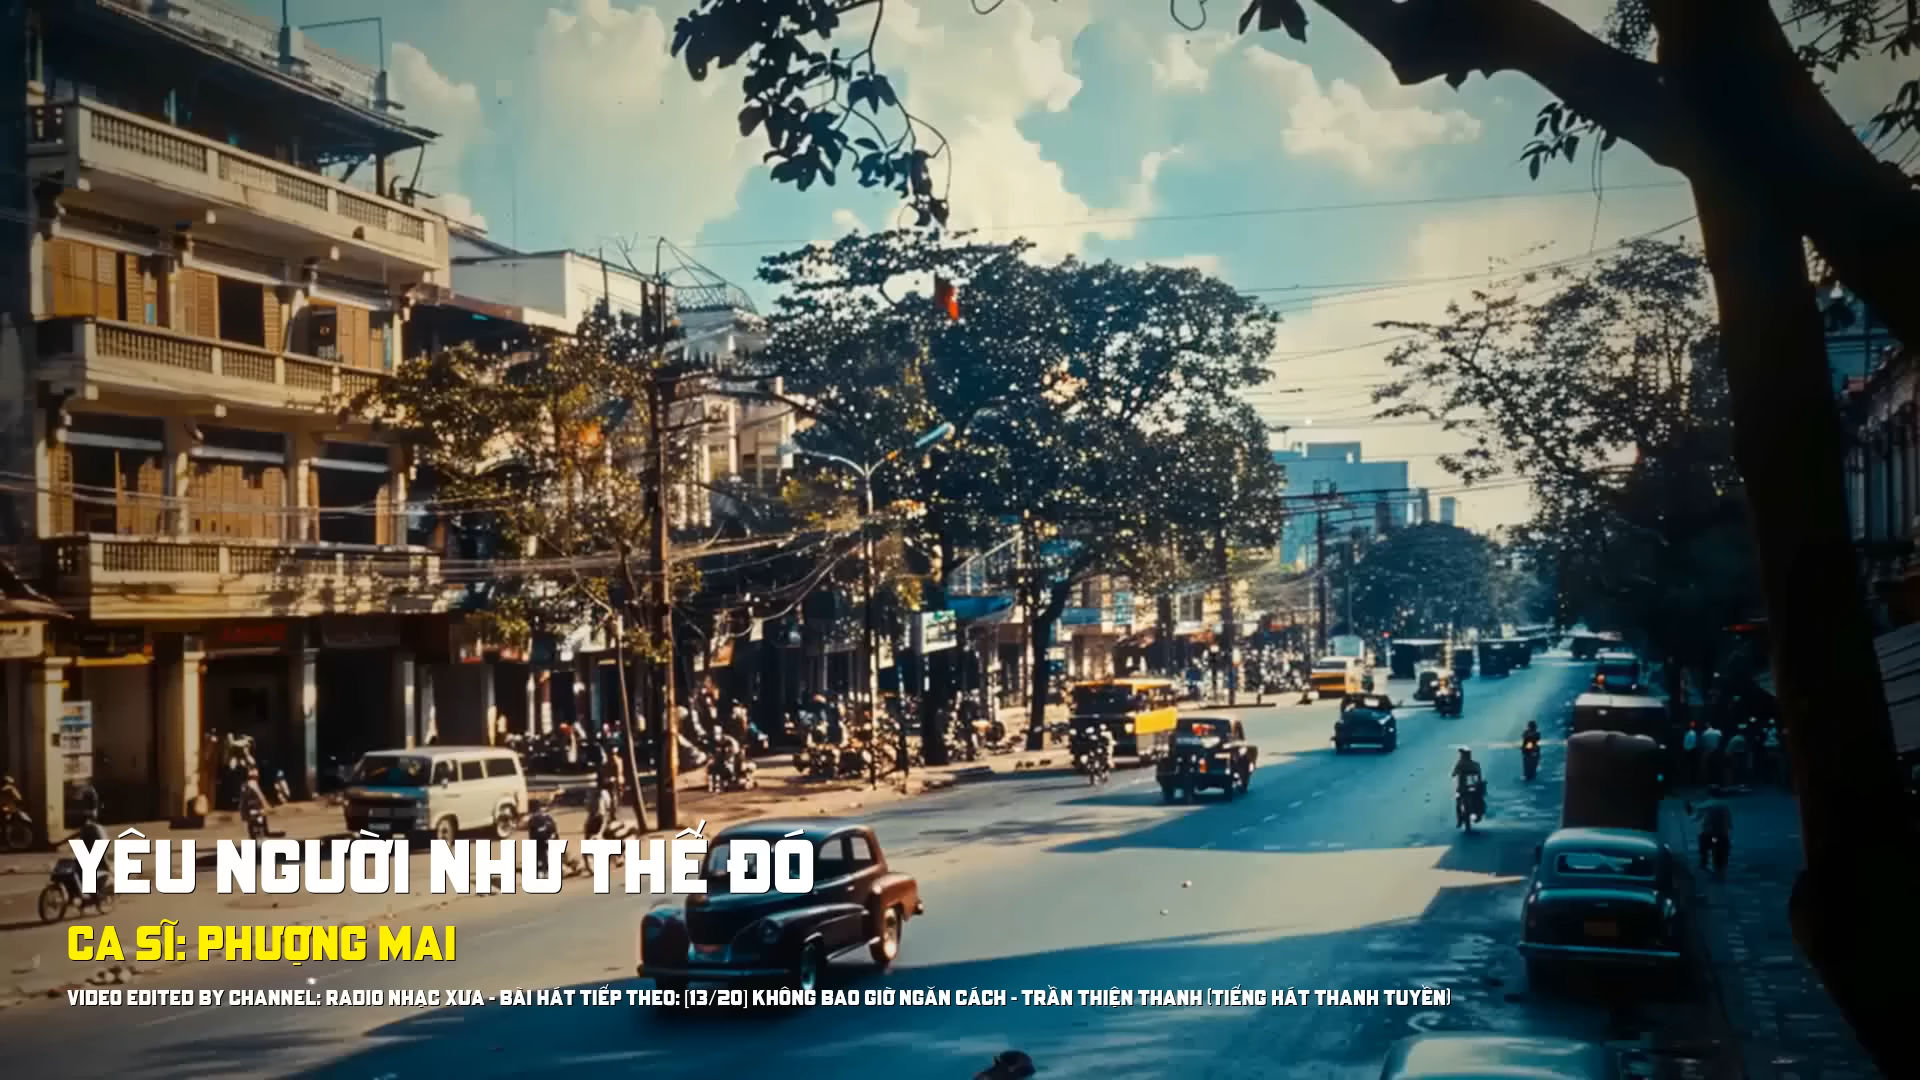 YÊU NGƯỜI NHƯ THẾ ĐÓ
CA SĨ: PHƯỢNG MAI
VIDEO EDITED BY CHANNEL: RADIO NHẠC XƯA - BÀI HÁT TIẾP THEO: [13/20] KHÔNG BAO GIỜ NGĂN CÁCH - TRẦN THIỆN THANH (TIẾNG HÁT THANH TUYỀN)